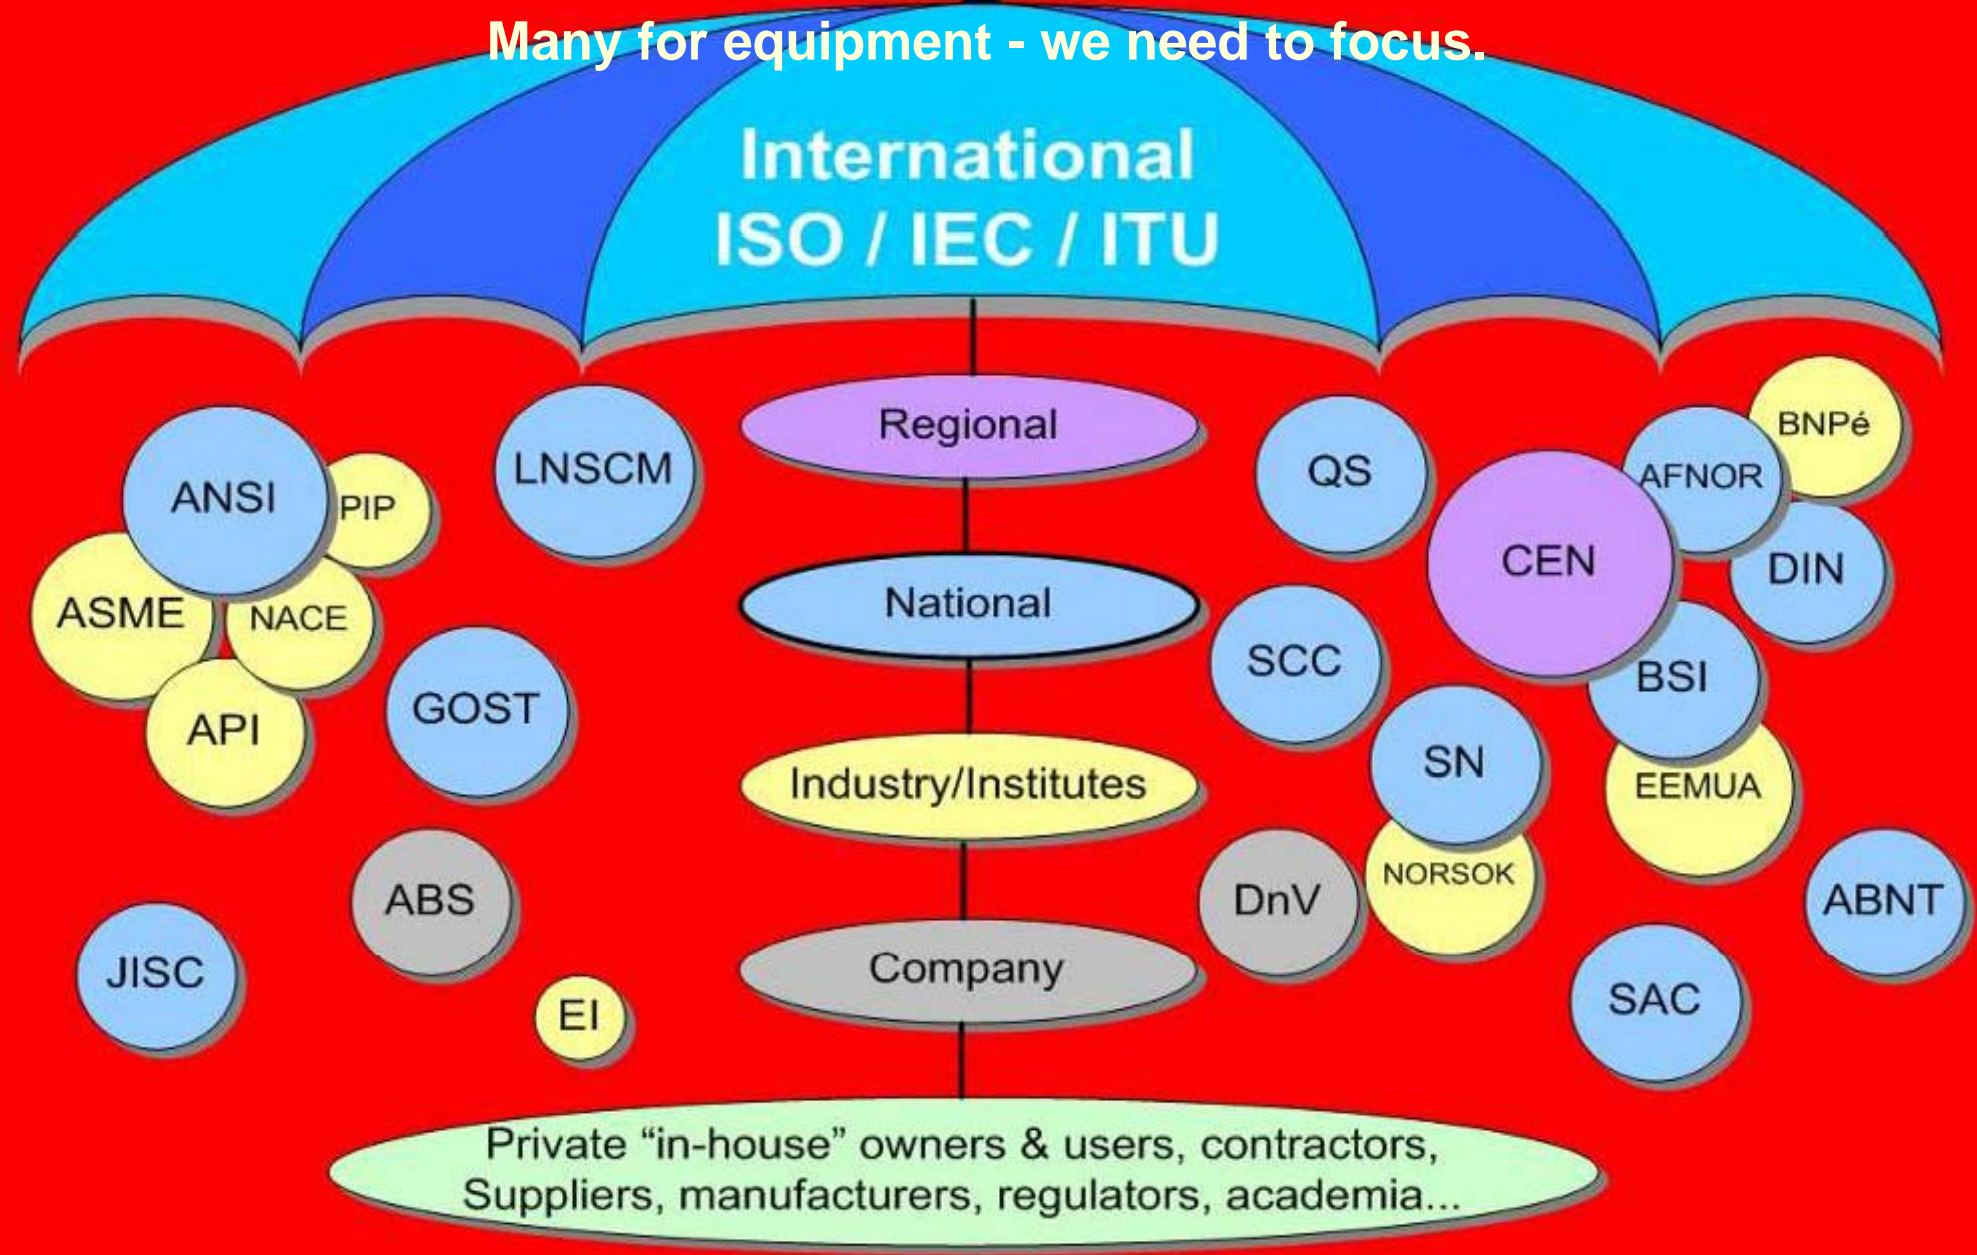 Many for equipment - we need to focus.
International
ISO / IEC / ITU
Regional
National
Industry/Institutes
Company
Private “in-house” owners & users, contractors,
Suppliers, manufacturers, regulators, academia...
ANSI
PIP
LNSCM
ASME
NACE
API
GOST
ABS
JISC
EI
QS
CEN
AFNOR
BNPé
DIN
SCC
BSI
SN
EEMUA
DnV
NORSOK
ABNT
SAC